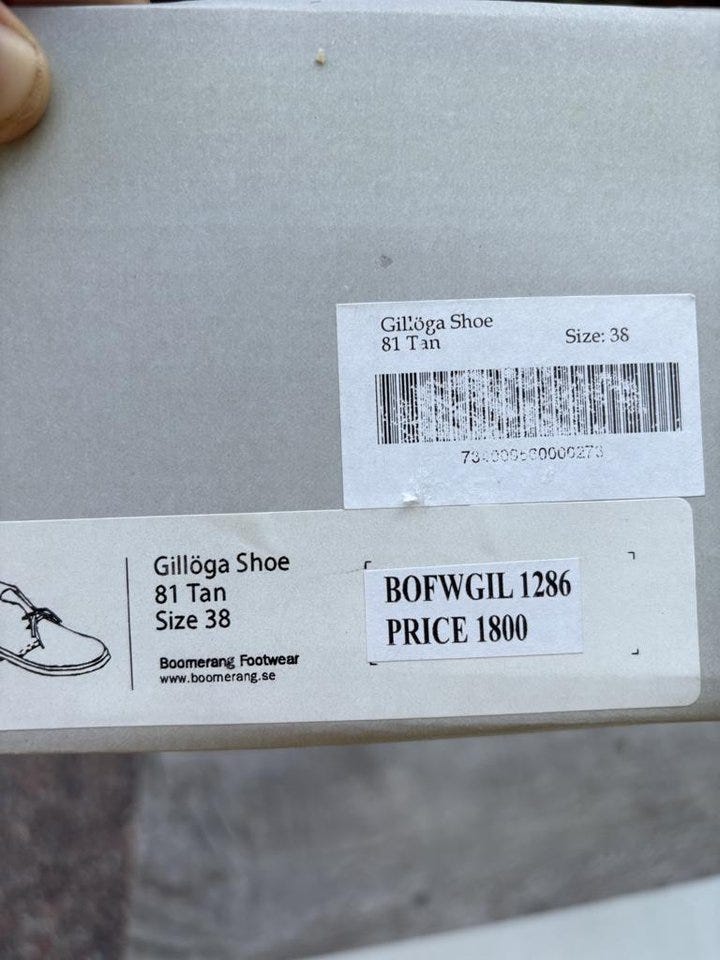 Gillöga Shoe
81 Tan
Size: 38
Gillöga Shoe
81 Tan
Size 38
Boomerang Footwear
www.boomerang.se
BOFWGIL 1286
PRICE 1800